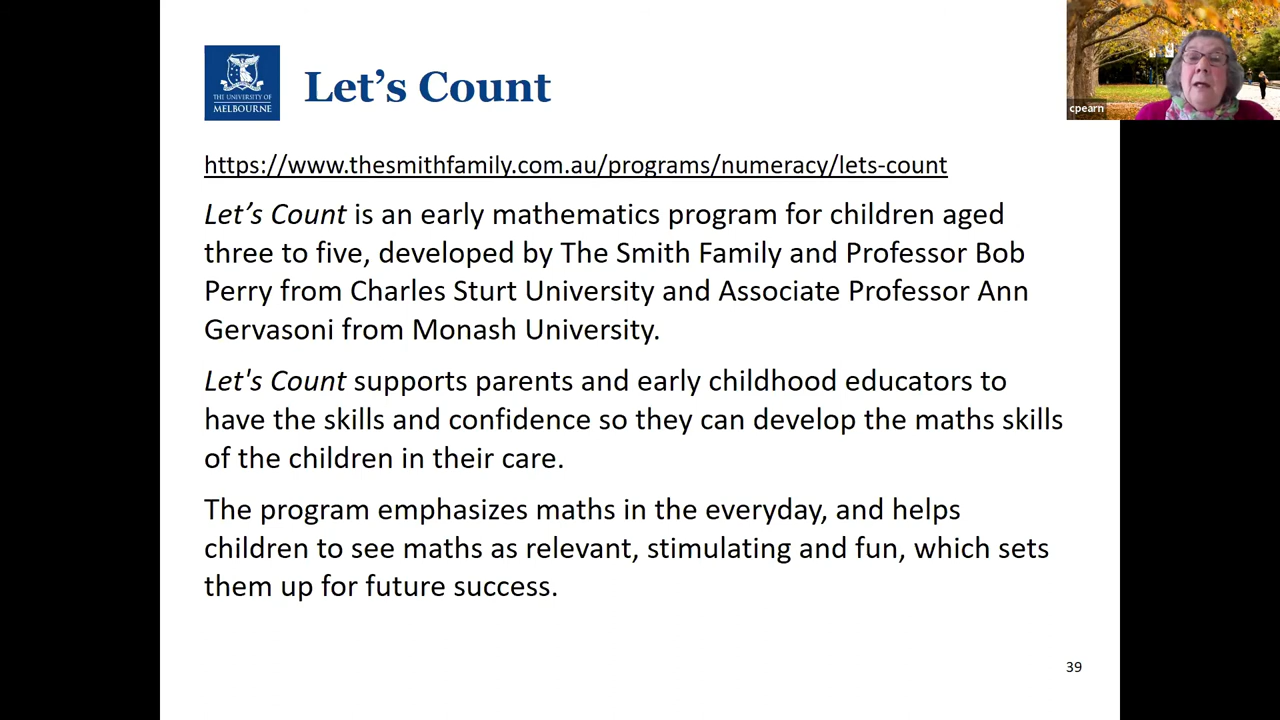 THE UNIVERSITY OF
MELBOURNE
Let’s Count
cpearn
https://www.thesmithfamily.com.au/programs/numeracy/lets-count
Let’s Count is an early mathematics program for children aged
three to five, developed by The Smith Family and Professor Bob
Perry from Charles Sturt University and Associate Professor Ann
Gervasoni from Monash University.
Let's Count supports parents and early childhood educators to
have the skills and confidence so they can develop the maths skills
of the children in their care.
The program emphasizes maths in the everyday, and helps
children to see maths as relevant, stimulating and fun, which sets
them up for future success.
39